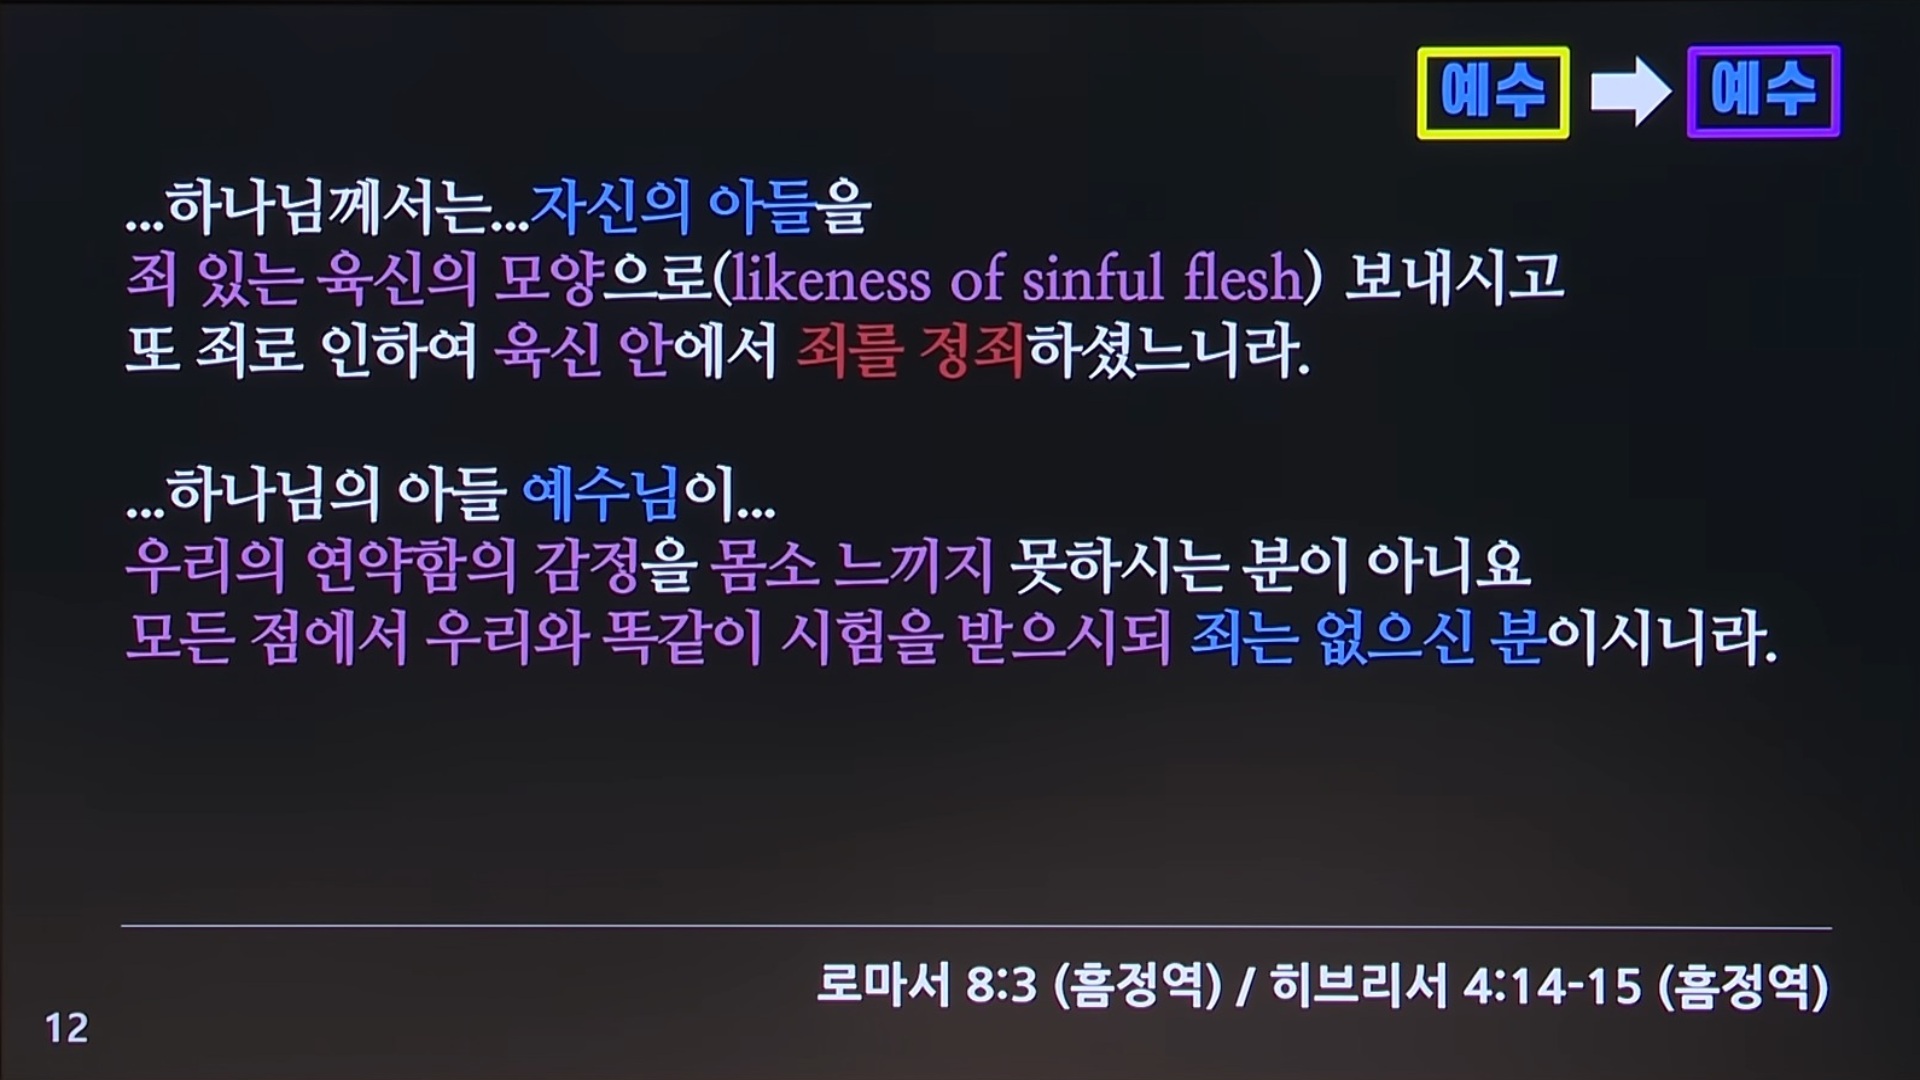 예수 예수
...하나님께서는...자신의 아들을
죄 있는 육신의 모양으로(likeness of sinful flesh) 보내시고
또 죄로 인하여 육신 안에서 죄를 정죄하셨느니라.
...하나님의 아들 예수님이...
우리의 연약함의 감정을 몸소 느끼지 못하시는 분이 아니요
모든 점에서 우리와 똑같이 시험을 받으시되 죄는 없으신 분이시니라.
로마서 8:3 (흠정역) / 히브리서 4:14-15 (흠정역)
12